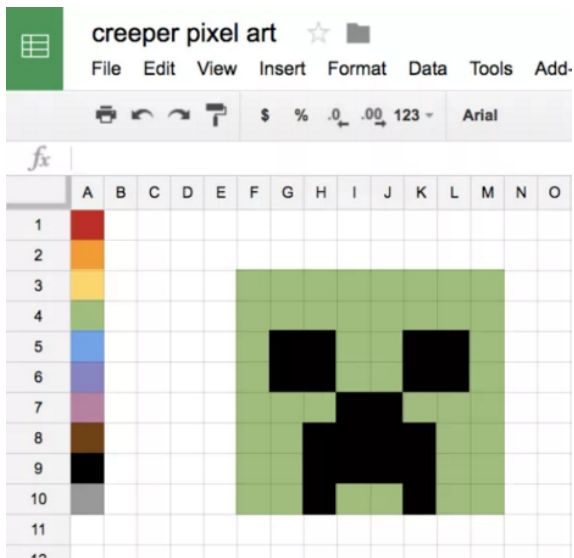 creeper pixel art
File Edit View Insert Format Data Tools Add-
$ % .0 .00 123 Arial
fx
A B C D E F G H I J K L M N O
1
2
3
4
5
6
7
8
9
10
11